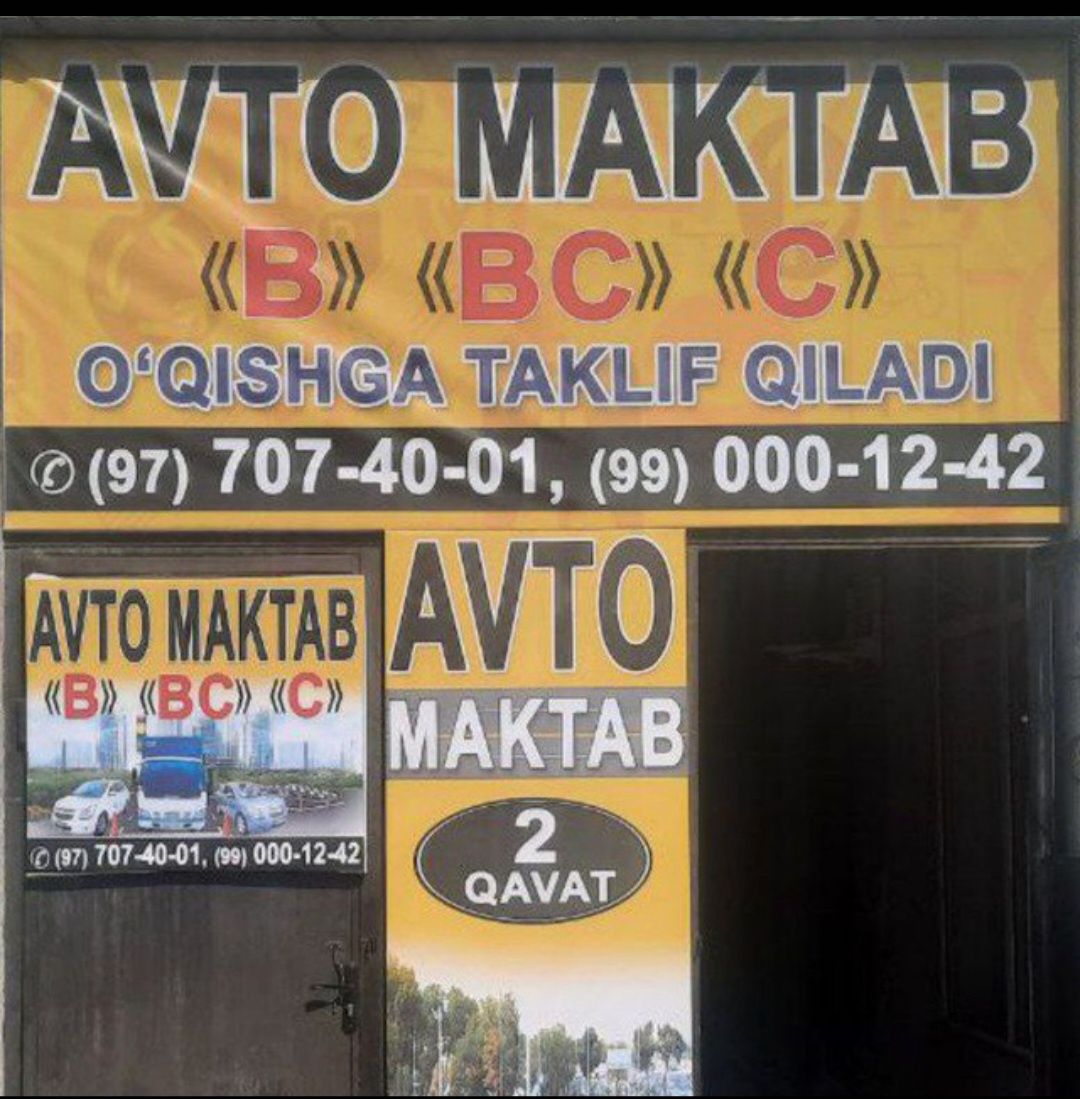 AVTO MAKTAB
«B» «BC» «C»
O‘QISHGA TAKLIF QILADI
✆ (97) 707-40-01, (99) 000-12-42
AVTO MAKTAB
«B» «BC» «C»
✆ (97) 707-40-01, (99) 000-12-42
AVTO
MAKTAB
2
QAVAT